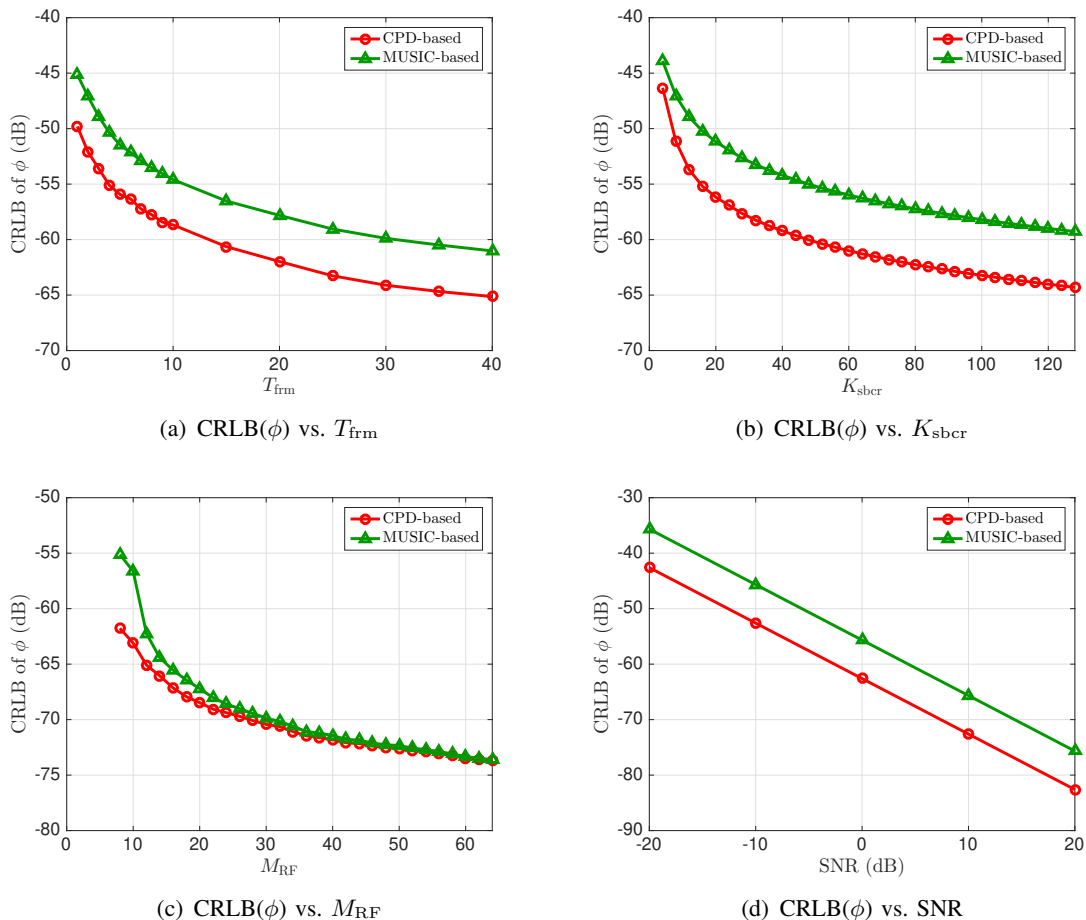 -40
-45
-50
-55
-60
-65
-70
0 10 20 30 40
CRLB of ϕ (dB)
T_frm
CPD-based
MUSIC-based
(a) CRLB(ϕ) vs. T_frm
-40
-45
-50
-55
-60
-65
-70
0 20 40 60 80 100 120
CRLB of ϕ (dB)
K_sbcr
CPD-based
MUSIC-based
(b) CRLB(ϕ) vs. K_sbcr
-50
-55
-60
-65
-70
-75
-80
0 10 20 30 40 50 60
CRLB of ϕ (dB)
M_RF
CPD-based
MUSIC-based
(c) CRLB(ϕ) vs. M_RF
-30
-40
-50
-60
-70
-80
-90
-20 -10 0 10 20
CRLB of ϕ (dB)
SNR (dB)
CPD-based
MUSIC-based
(d) CRLB(ϕ) vs. SNR